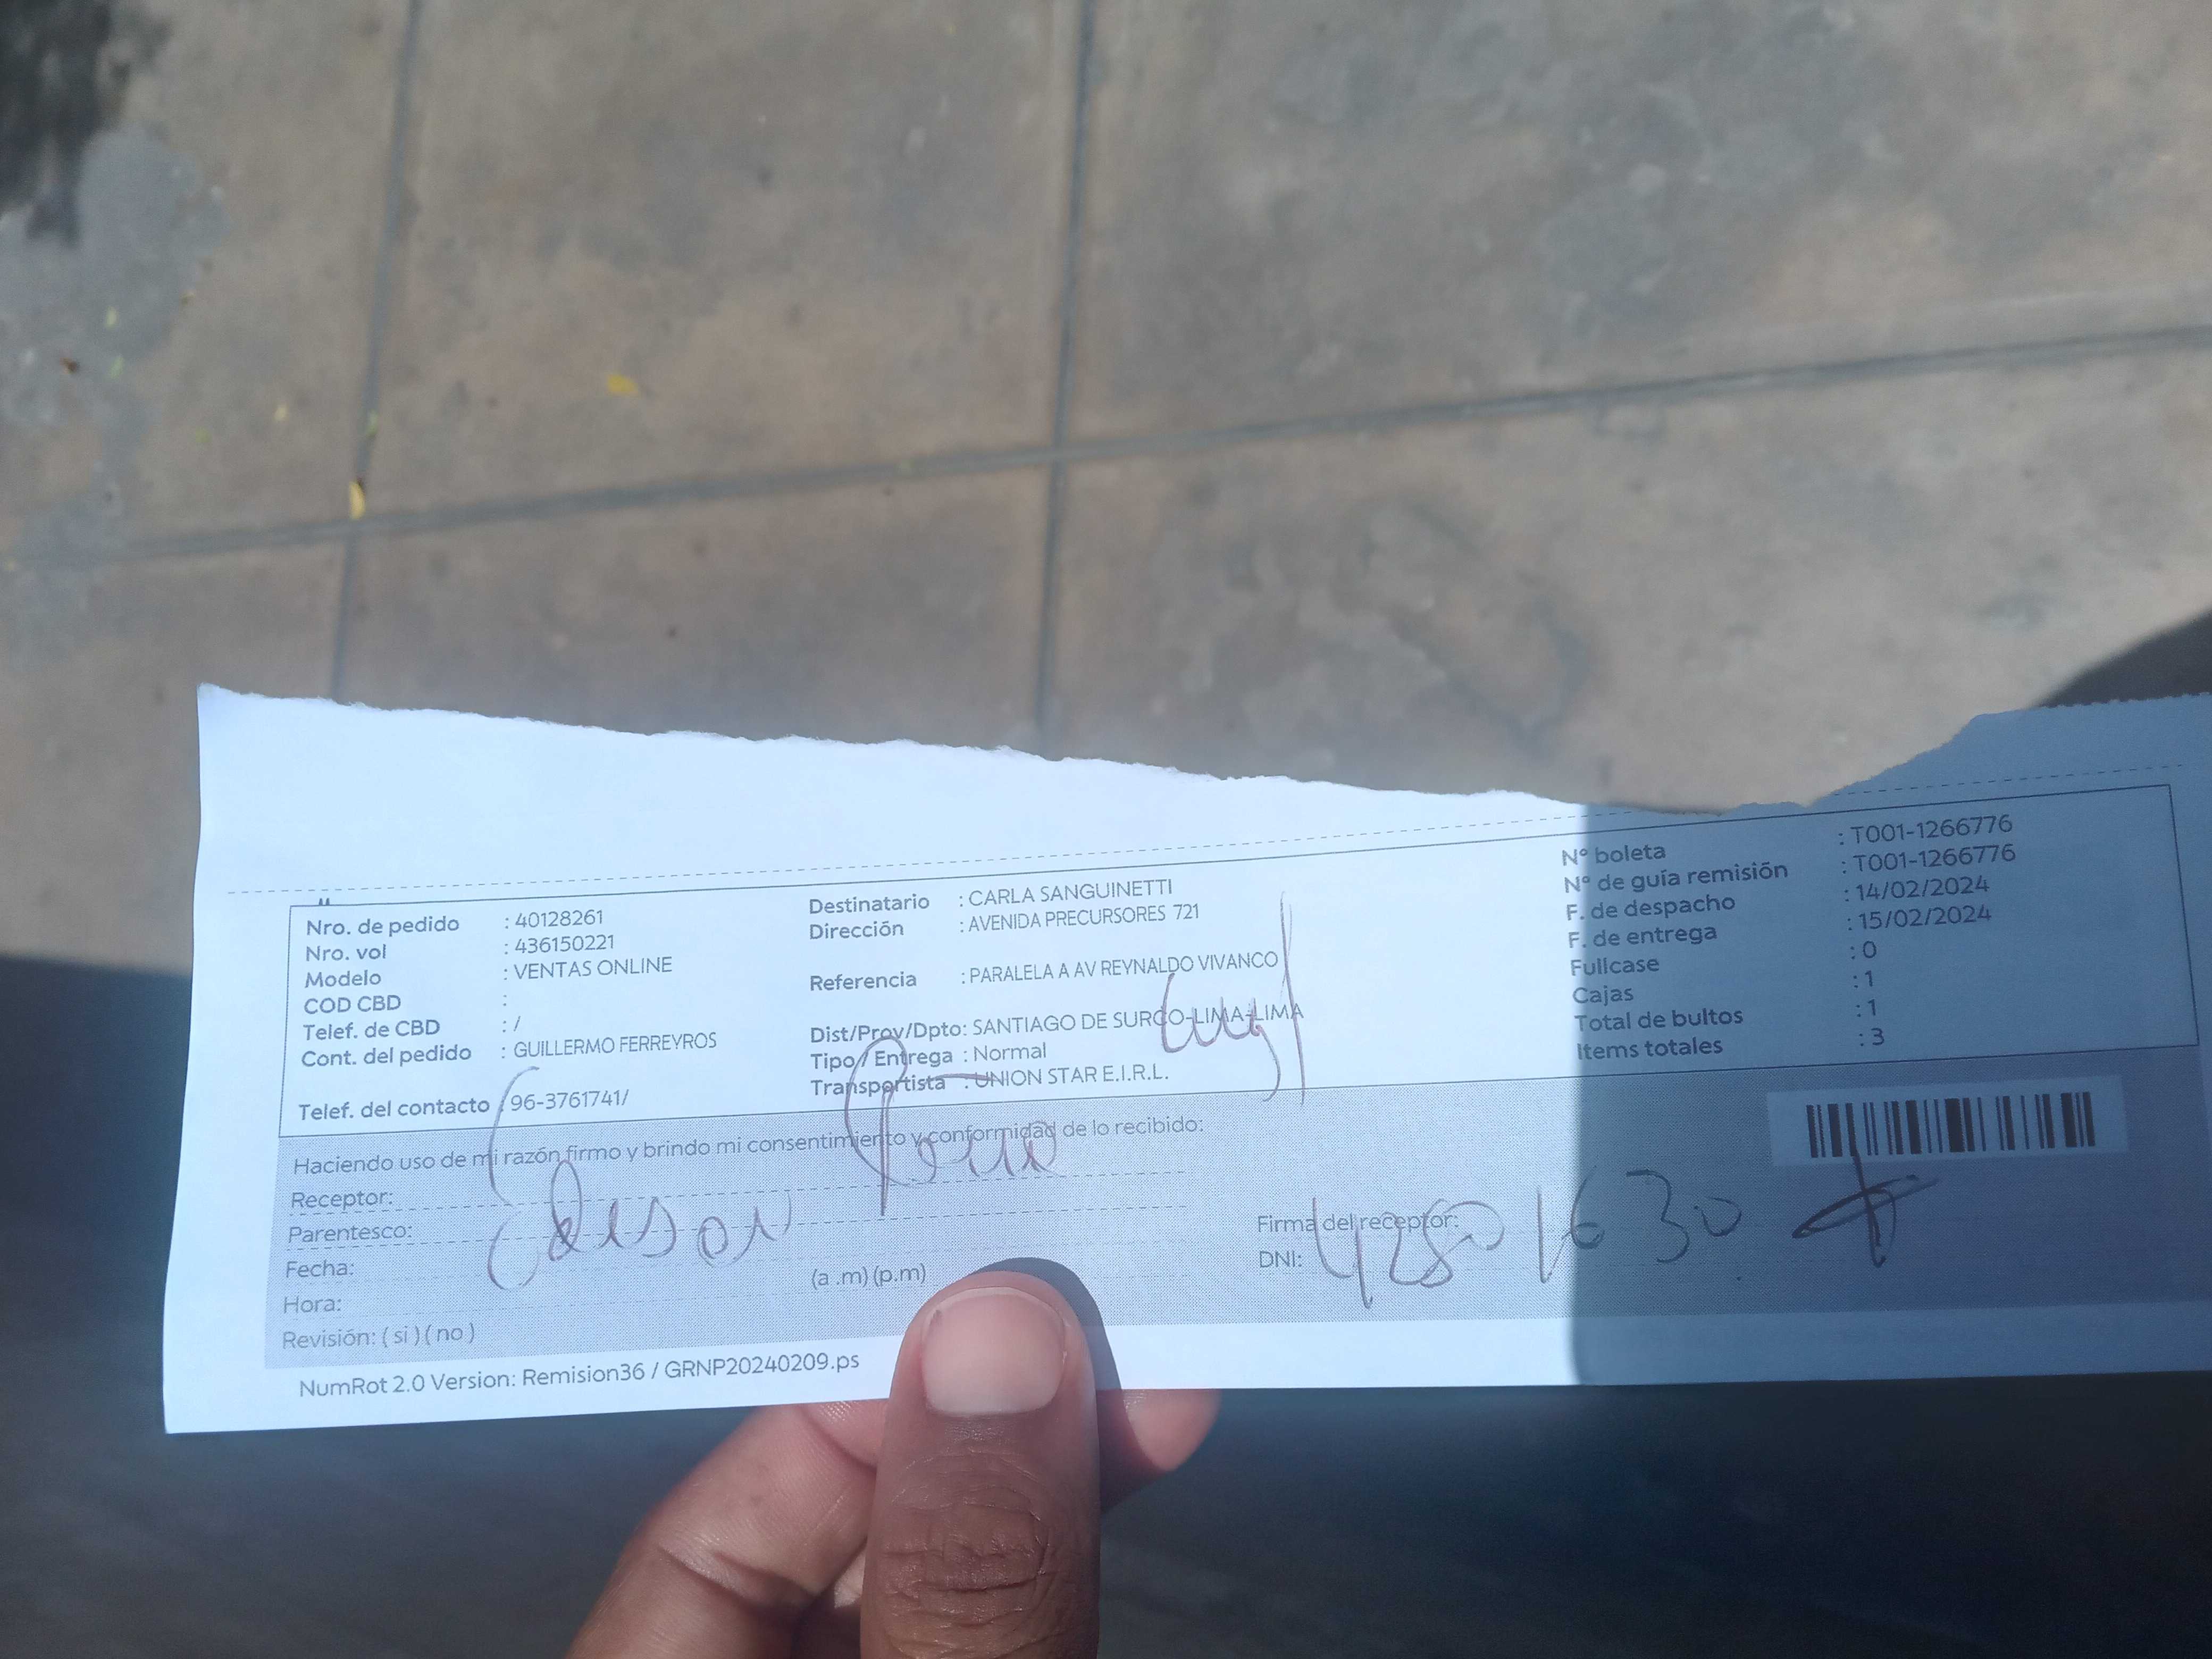 Nro. de pedido : 40128261
Nro. vol : 436150221
Modelo : VENTAS ONLINE
COD CBD :
Telef. de CBD : /
Cont. del pedido : GUILLERMO FERREYROS
Telef. del contacto : 96-3761741/
Destinatario : CARLA SANGUINETTI
Dirección : AVENIDA PRECURSORES 721
Referencia : PARALELA A AV REYNALDO VIVANCO
Dist/Prov/Dpto: SANTIAGO DE SURCO-LIMA-LIMA
Tipo / Entrega : Normal
Transportista : UNION STAR E.I.R.L.
N° boleta : T001-1266776
N° de guía remisión : T001-1266776
F. de despacho : 14/02/2024
F. de entrega : 15/02/2024
Fullcase : 0
Cajas : 1
Total de bultos : 1
Items totales : 3
Haciendo uso de mi razón firmo y brindo mi consentimiento y conformidad de lo recibido:
Receptor:
Parentesco:
Fecha:
Hora: (a .m) (p.m)
Revisión: ( si ) ( no )
Firma del receptor:
DNI: 42801630
NumRot 2.0 Version: Remision36 / GRNP20240209.ps